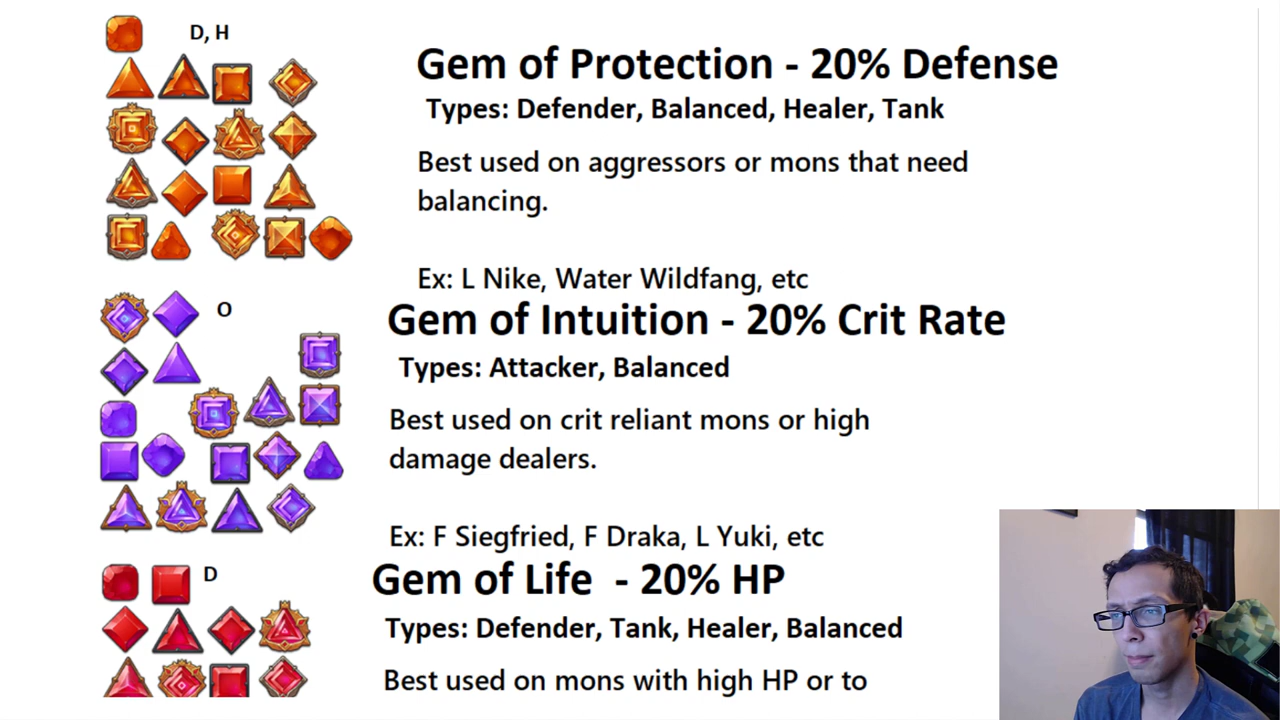 D, H
Gem of Protection - 20% Defense
Types: Defender, Balanced, Healer, Tank
Best used on aggressors or mons that need
balancing.
Ex: L Nike, Water Wildfang, etc
O
Gem of Intuition - 20% Crit Rate
Types: Attacker, Balanced
Best used on crit reliant mons or high
damage dealers.
Ex: F Siegfried, F Draka, L Yuki, etc
D
Gem of Life - 20% HP
Types: Defender, Tank, Healer, Balanced
Best used on mons with high HP or to